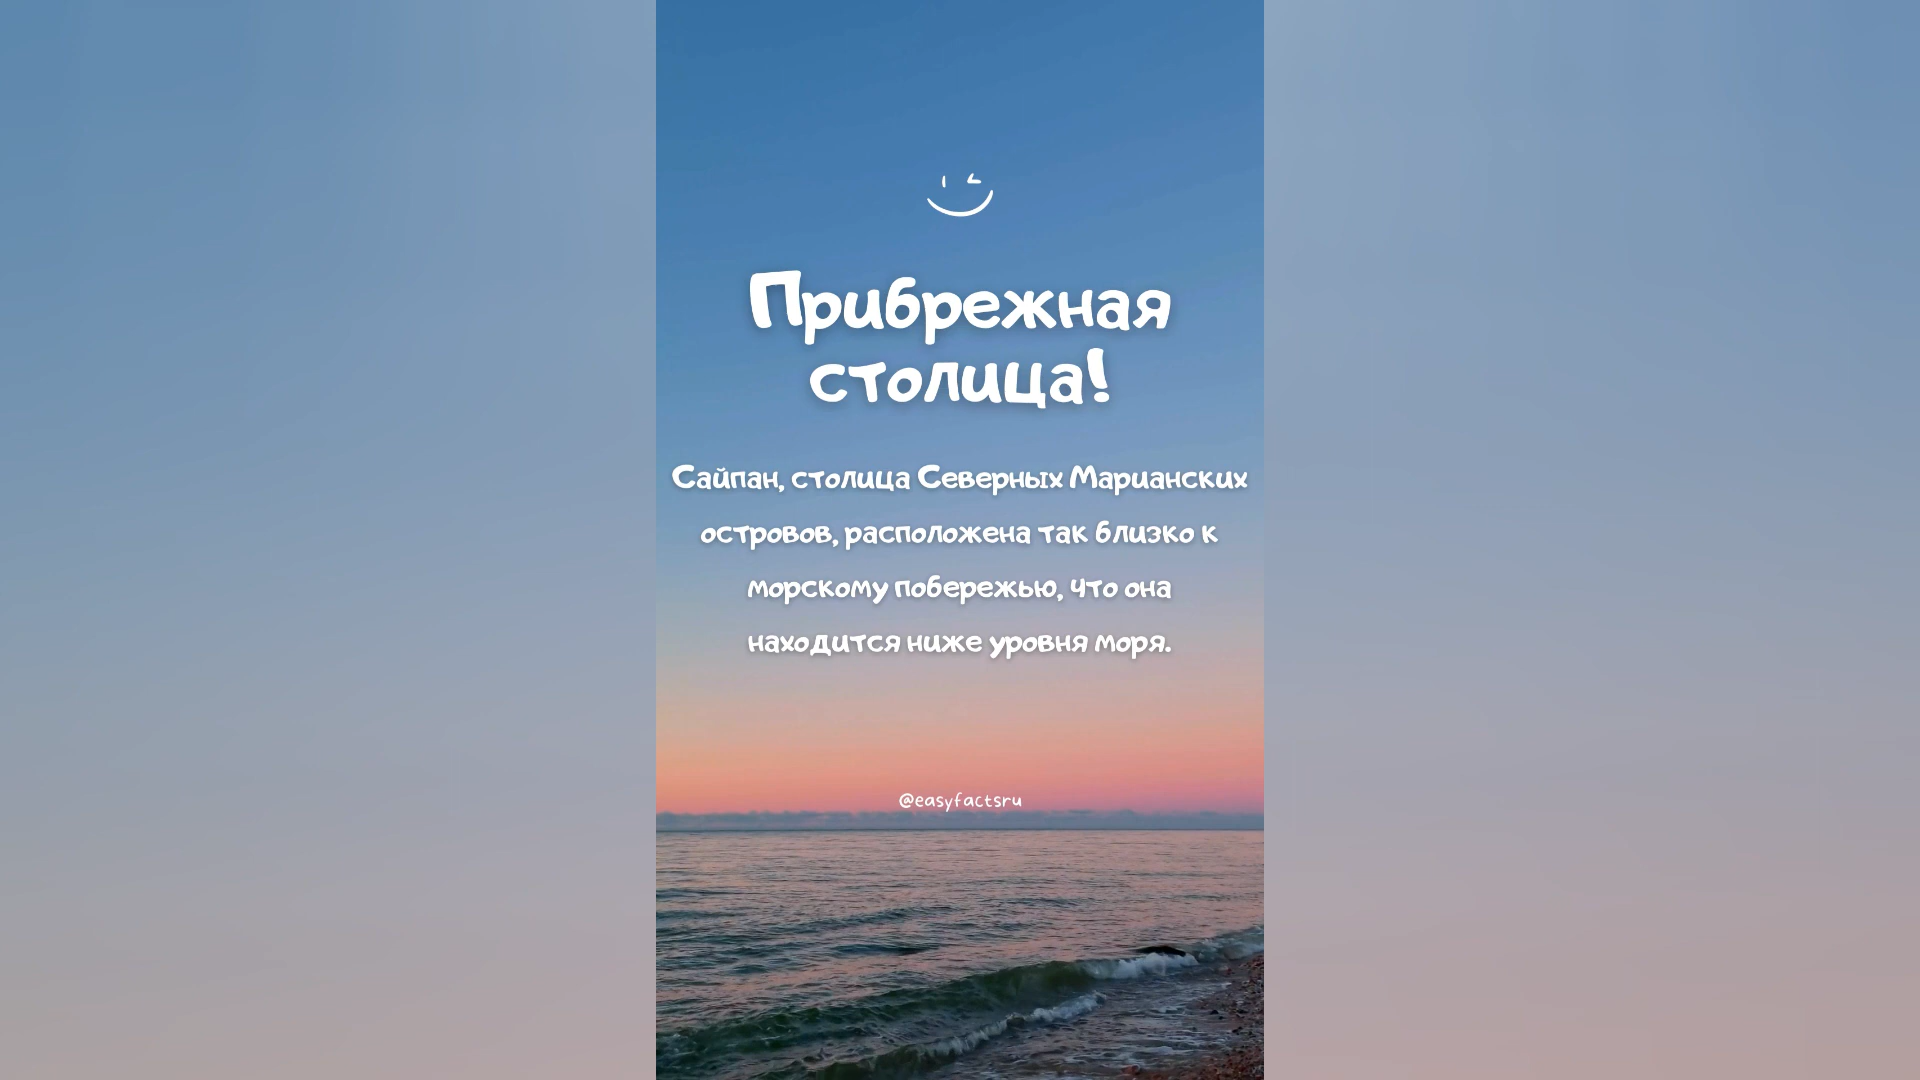 Прибрежная
столица!
Сайпан, столица Северных Марианских
островов, расположена так близко к
морскому побережью, что она
находится ниже уровня моря.
@easyfactsru